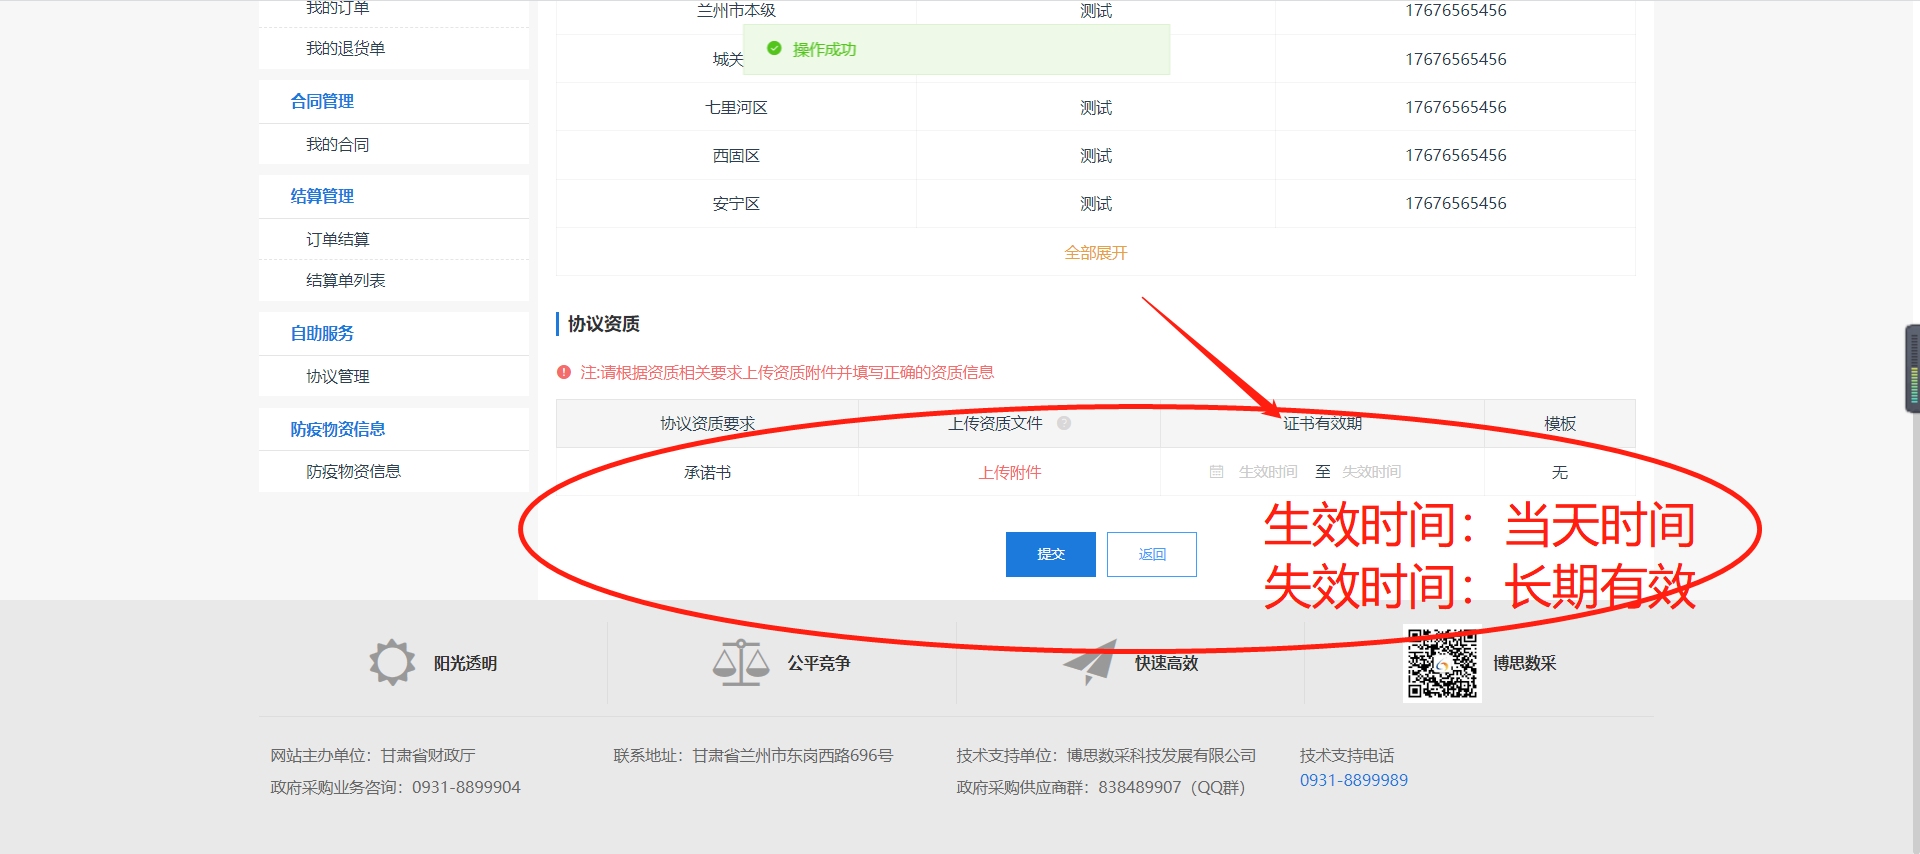 我的订单
我的退货单
合同管理
我的合同
结算管理
订单结算
结算单列表
自助服务
协议管理
防疫物资信息
防疫物资信息
兰州市本级 测试 17676565456
操作成功
城关 17676565456
七里河区 测试 17676565456
西固区 测试 17676565456
安宁区 测试 17676565456
全部展开
协议资质
注:请根据资质相关要求上传资质附件并填写正确的资质信息
协议资质要求 上传资质文件 证书有效期 模板
承诺书 上传附件 生效时间 至 失效时间 无
生效时间：当天时间
失效时间：长期有效
提交 返回
阳光透明 公平竞争 快速高效 博思数采
网站主办单位：甘肃省财政厅 联系地址：甘肃省兰州市东岗西路696号 技术支持单位：博思数采科技发展有限公司 技术支持电话
政府采购业务咨询：0931-8899904 政府采购供应商群：838489907（QQ群） 0931-8899989